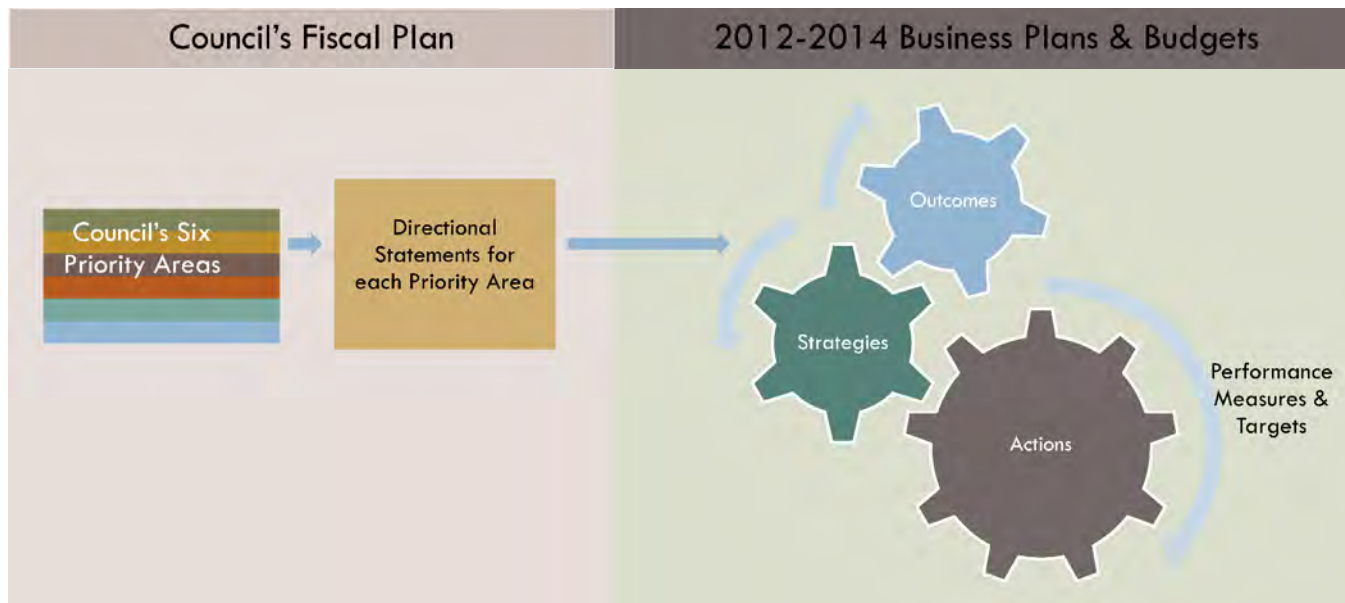 Council's Fiscal Plan
2012-2014 Business Plans & Budgets
Council's Six
Priority Areas
Directional
Statements for
each Priority Area
Outcomes
Strategies
Actions
Performance
Measures &
Targets